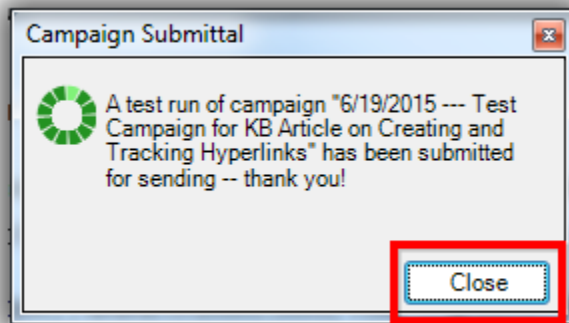 Campaign Submittal
A test run of campaign "6/19/2015 --- Test
Campaign for KB Article on Creating and
Tracking Hyperlinks" has been submitted
for sending -- thank you!
Close